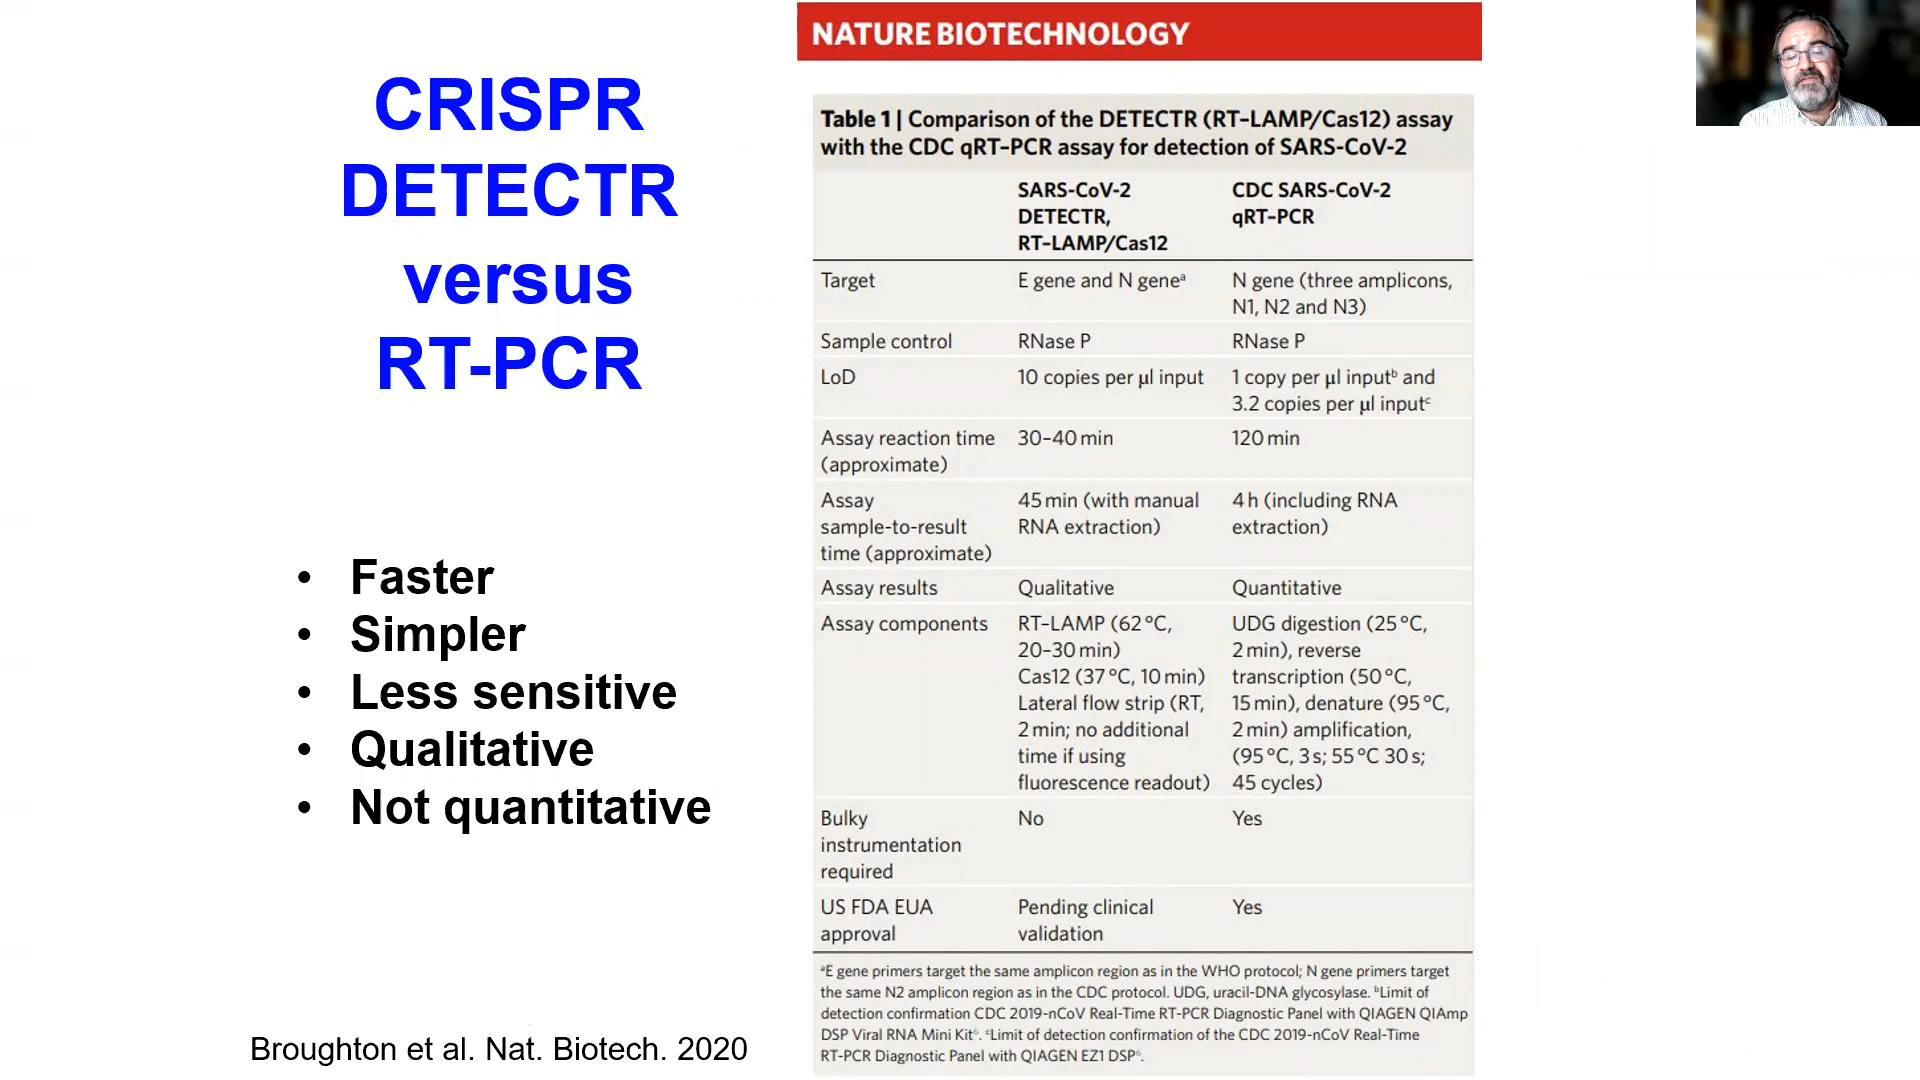 CRISPR
DETECTR
versus
RT-PCR
• Faster
• Simpler
• Less sensitive
• Qualitative
• Not quantitative
Broughton et al. Nat. Biotech. 2020
NATURE BIOTECHNOLOGY
Table 1 | Comparison of the DETECTR (RT–LAMP/Cas12) assay
with the CDC qRT–PCR assay for detection of SARS-CoV-2
SARS-CoV-2 DETECTR, RT–LAMP/Cas12
CDC SARS-CoV-2 qRT–PCR
Target
E gene and N geneᵃ
N gene (three amplicons,
N1, N2 and N3)
Sample control
RNase P
RNase P
LoD
10 copies per µl input
1 copy per µl inputᵇ and
3.2 copies per µl inputᶜ
Assay reaction time
(approximate)
30–40 min
120 min
Assay
sample-to-result
time (approximate)
45 min (with manual
RNA extraction)
4 h (including RNA
extraction)
Assay results
Qualitative
Quantitative
Assay components
RT–LAMP (62 °C,
20–30 min)
Cas12 (37 °C, 10 min)
Lateral flow strip (RT,
2 min; no additional
time if using
fluorescence readout)
UDG digestion (25 °C,
2 min), reverse
transcription (50 °C,
15 min), denature (95 °C,
2 min) amplification,
(95 °C, 3 s; 55 °C 30 s;
45 cycles)
Bulky
instrumentation
required
No
Yes
US FDA EUA
approval
Pending clinical
validation
Yes
ᵃE gene primers target the same amplicon region as in the WHO protocol; N gene primers target
the same N2 amplicon region as in the CDC protocol. UDG, uracil-DNA glycosylase. ᵇLimit of
detection confirmation CDC 2019-nCoV Real-Time RT-PCR Diagnostic Panel with QIAGEN QIAmp
DSP Viral RNA Mini Kit⁶. ᶜLimit of detection confirmation of the CDC 2019-nCoV Real-Time
RT-PCR Diagnostic Panel with QIAGEN EZ1 DSP⁶.